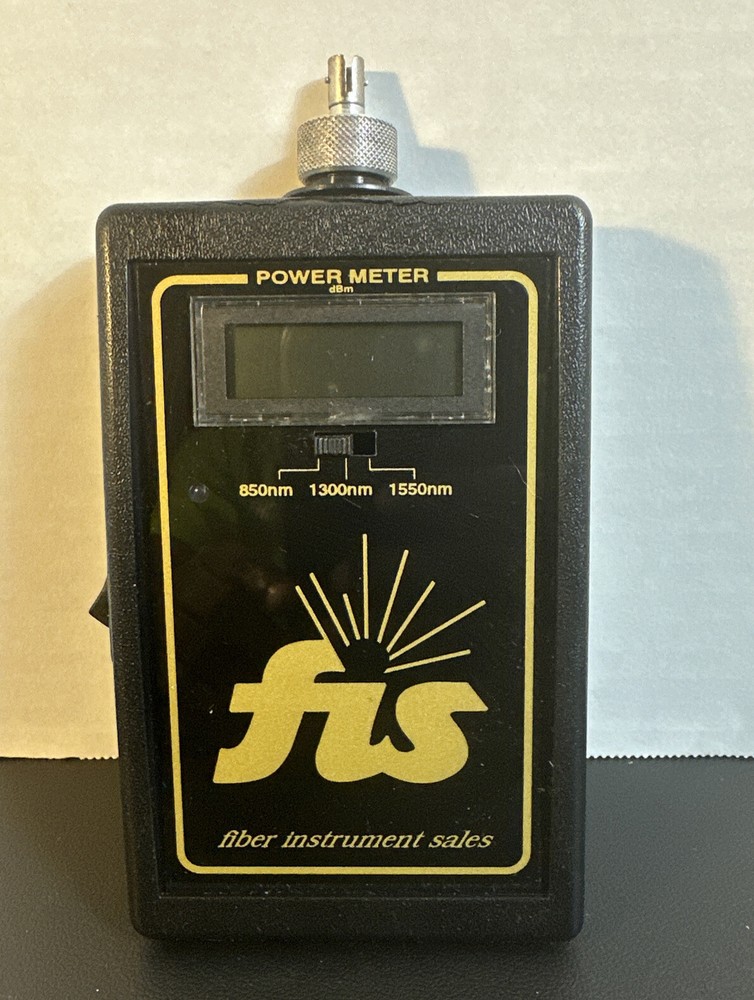 POWER METER
dBm
850nm 1300nm 1550nm
fis
fiber instrument sales